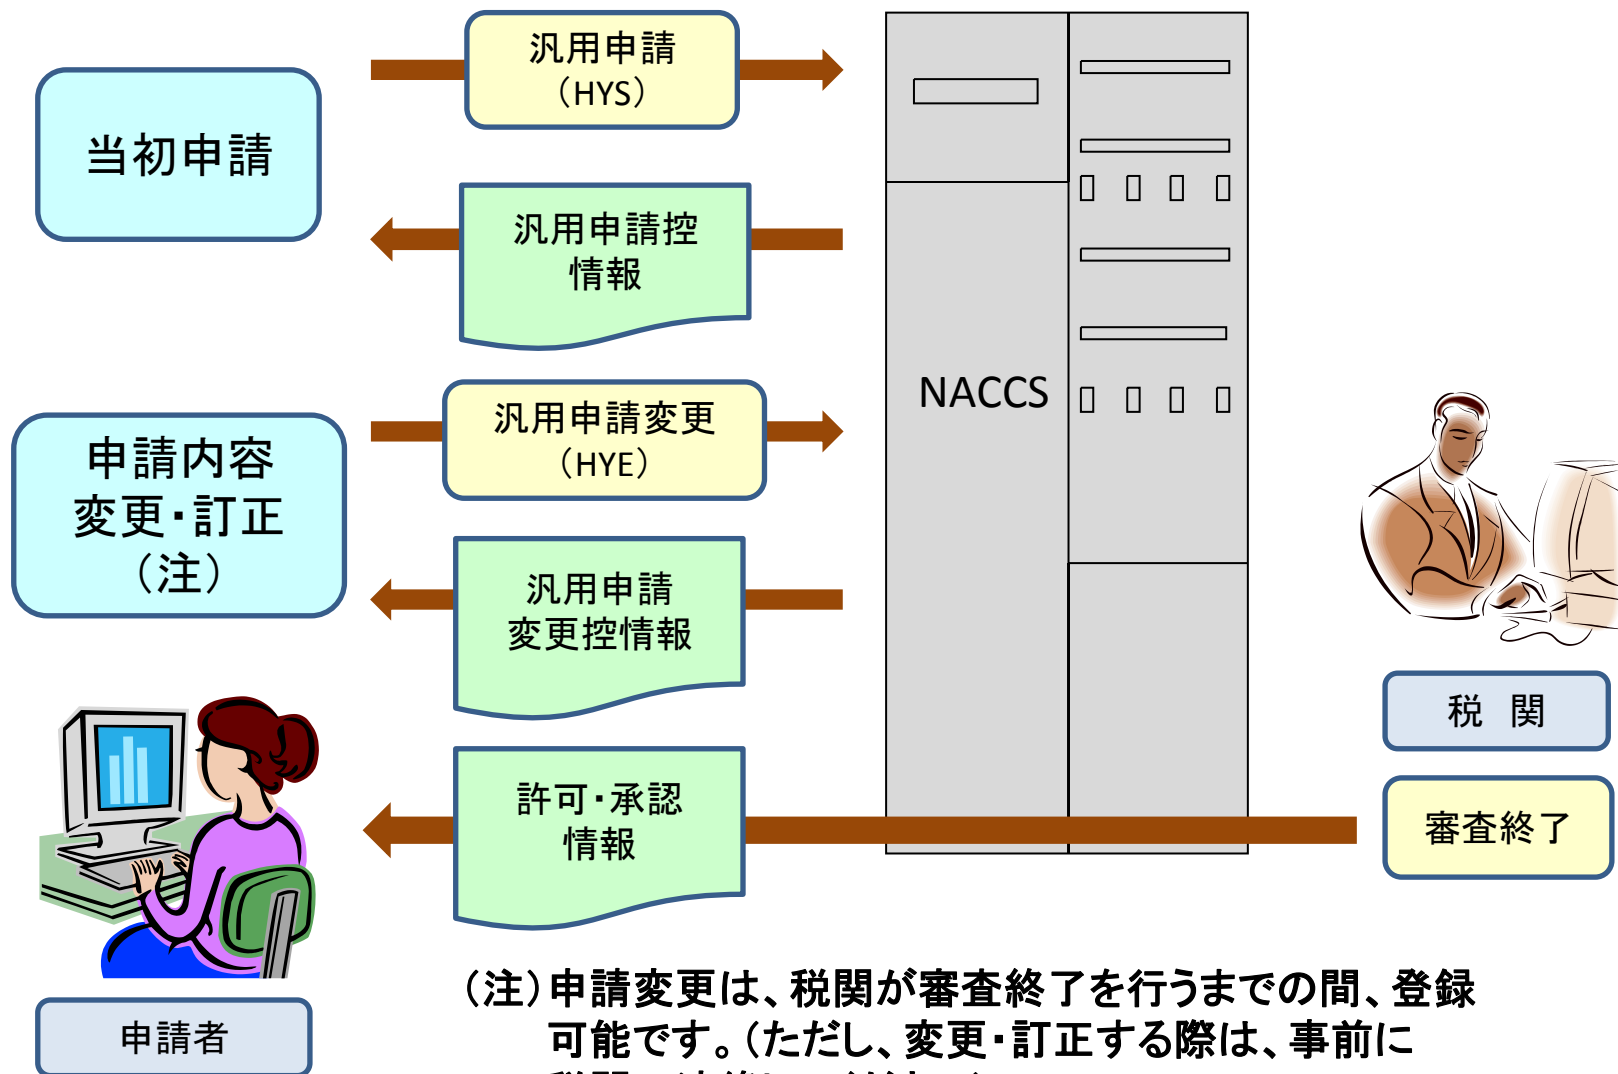 当初申請
汎用申請
（HYS）
汎用申請控
情報
申請内容
変更・訂正
（注）
汎用申請変更
（HYE）
汎用申請
変更控情報
NACCS
税　関
審査終了
許可・承認
情報
申請者
（注）申請変更は、税関が審査終了を行うまでの間、登録
可能です。（ただし、変更・訂正する際は、事前に